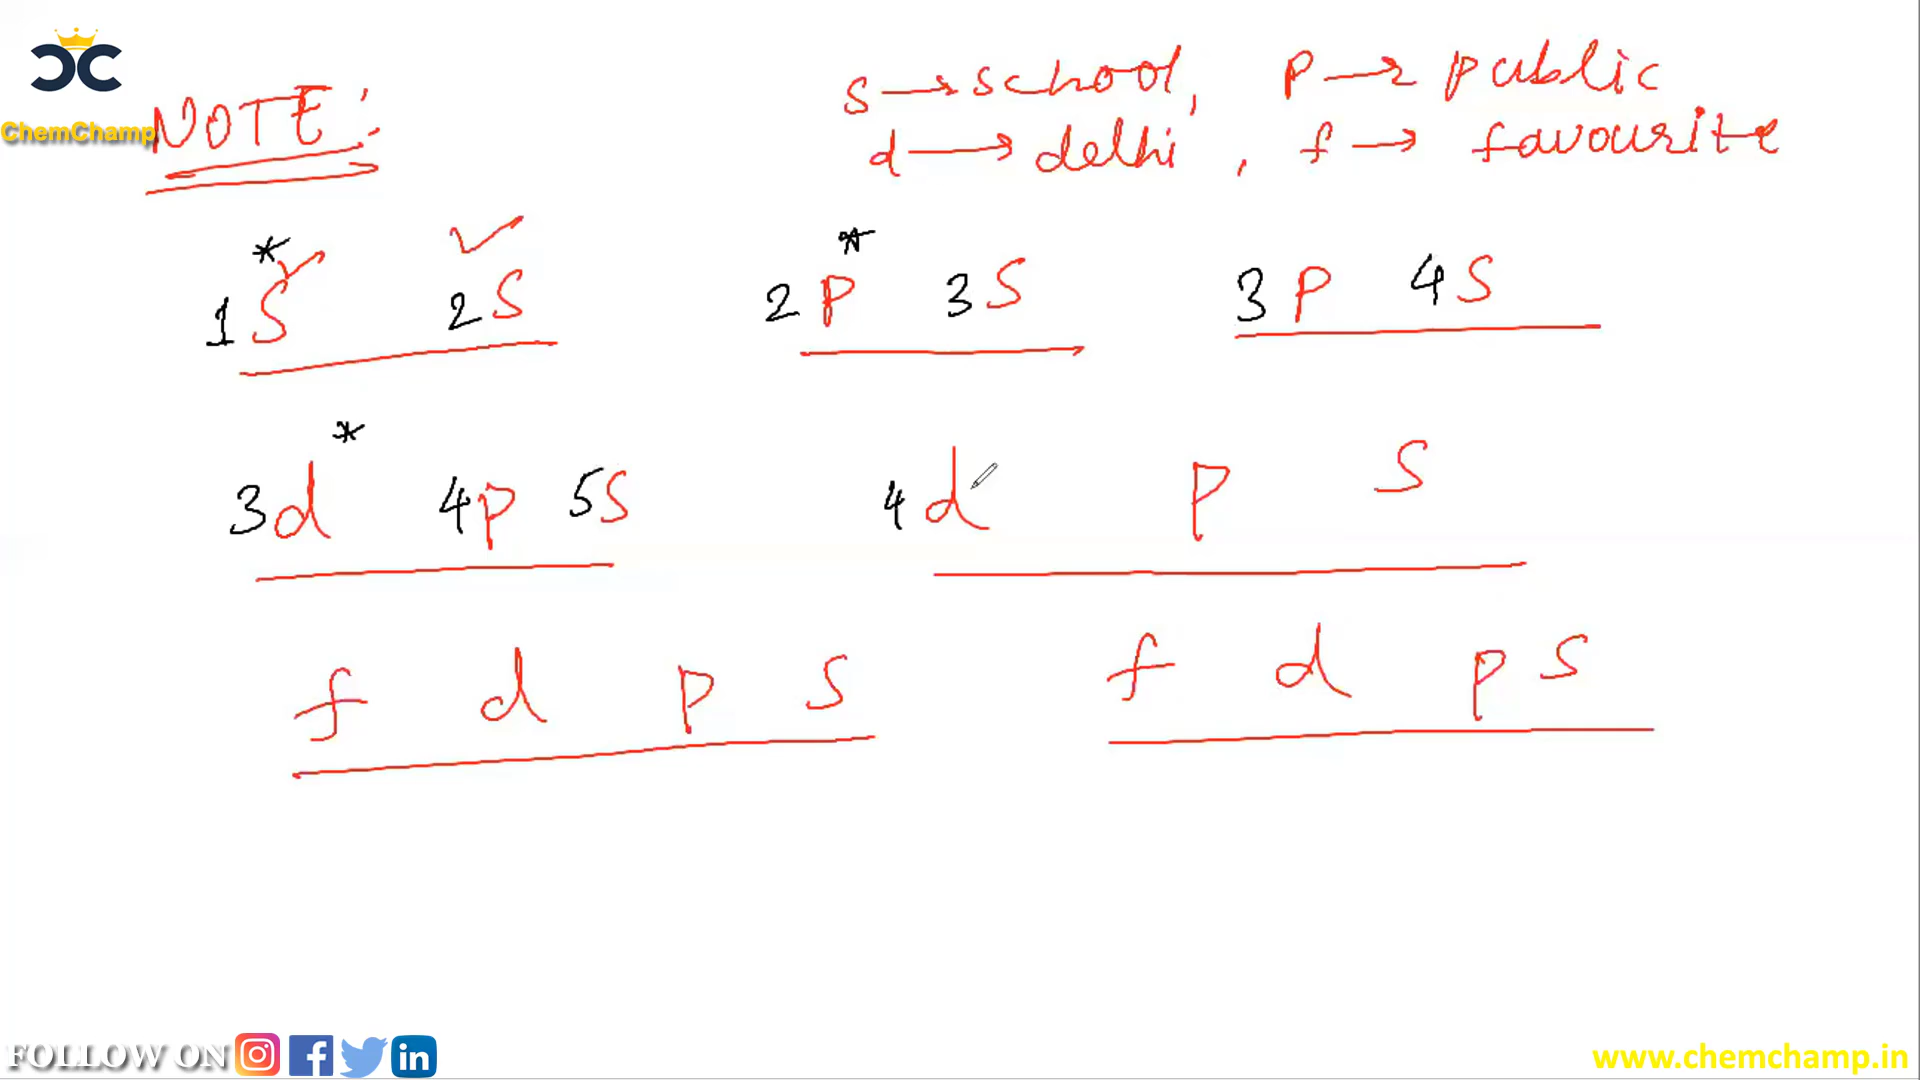 ChemChamp
NOTE:
s → school, p → public
d → delhi, f → favourite
1s* 2s 2p* 3s 3p 4s
3d* 4p 5s 4d p s
f d p s f d p s
FOLLOW ON
www.chemchamp.in